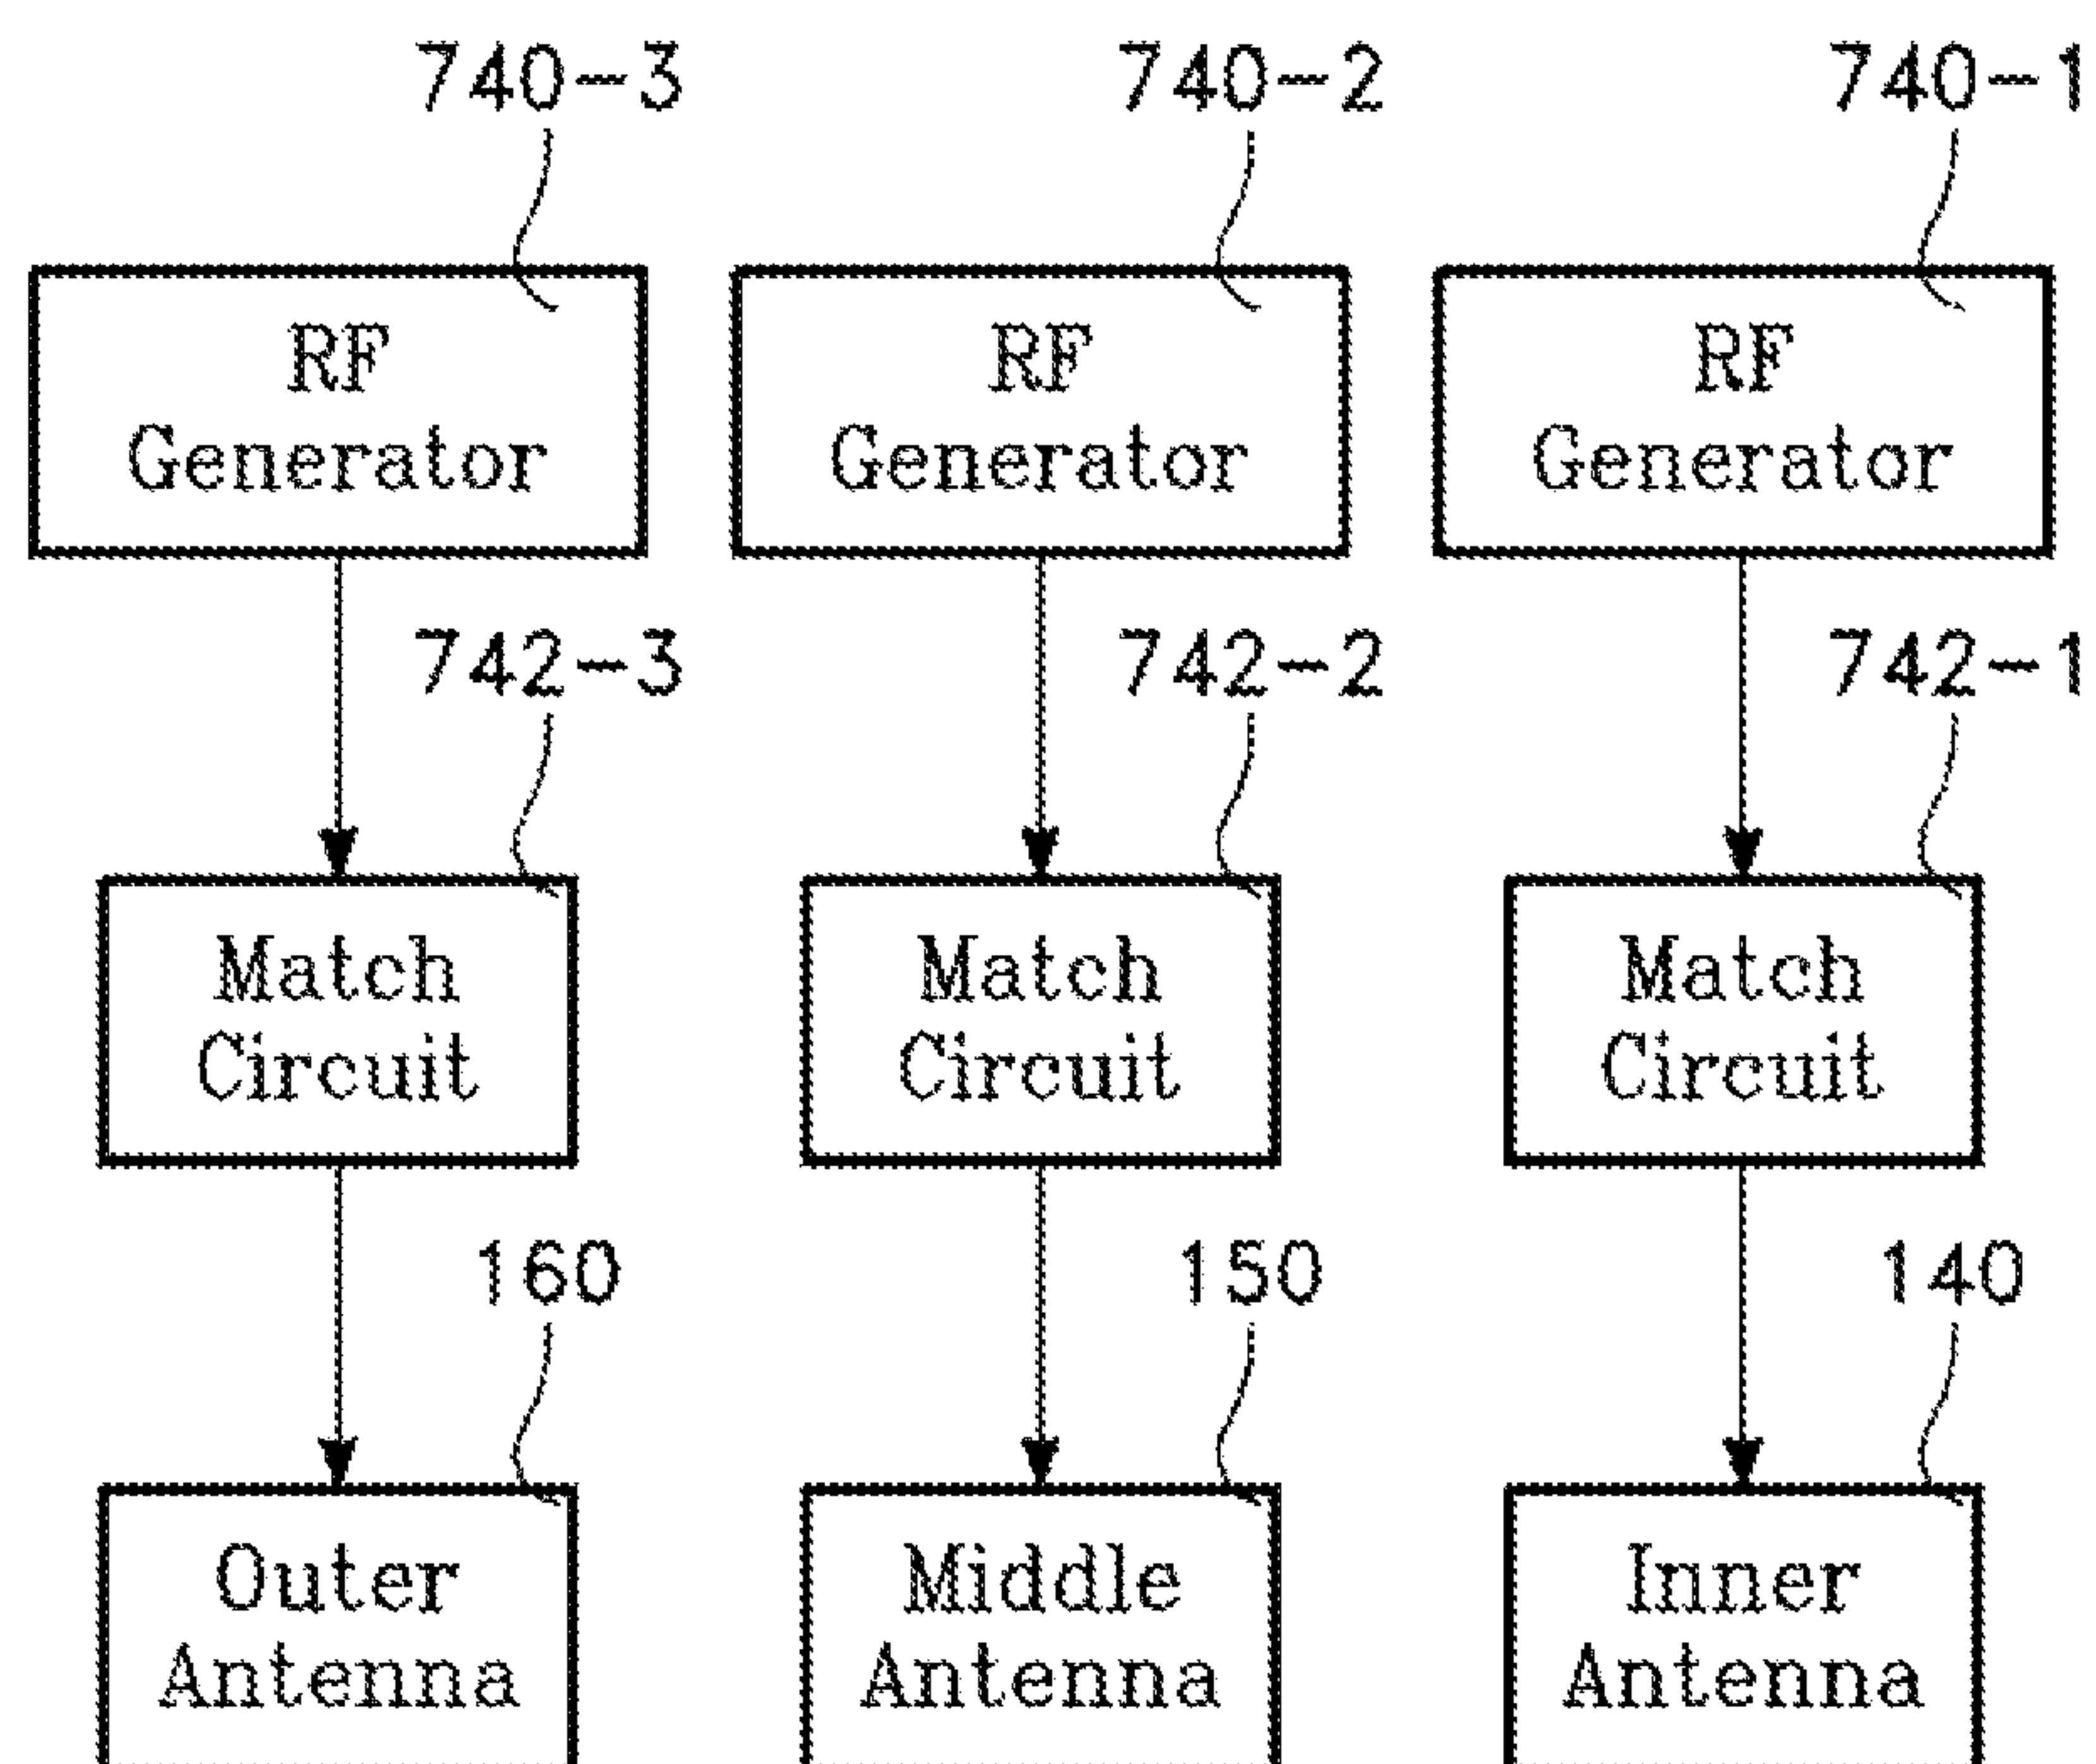 740-3 740-2 740-1
RF RF RF
Generator Generator Generator
742-3 742-2 742-1
Match Match Match
Circuit Circuit Circuit
160 150 140
Outer Middle Inner
Antenna Antenna Antenna